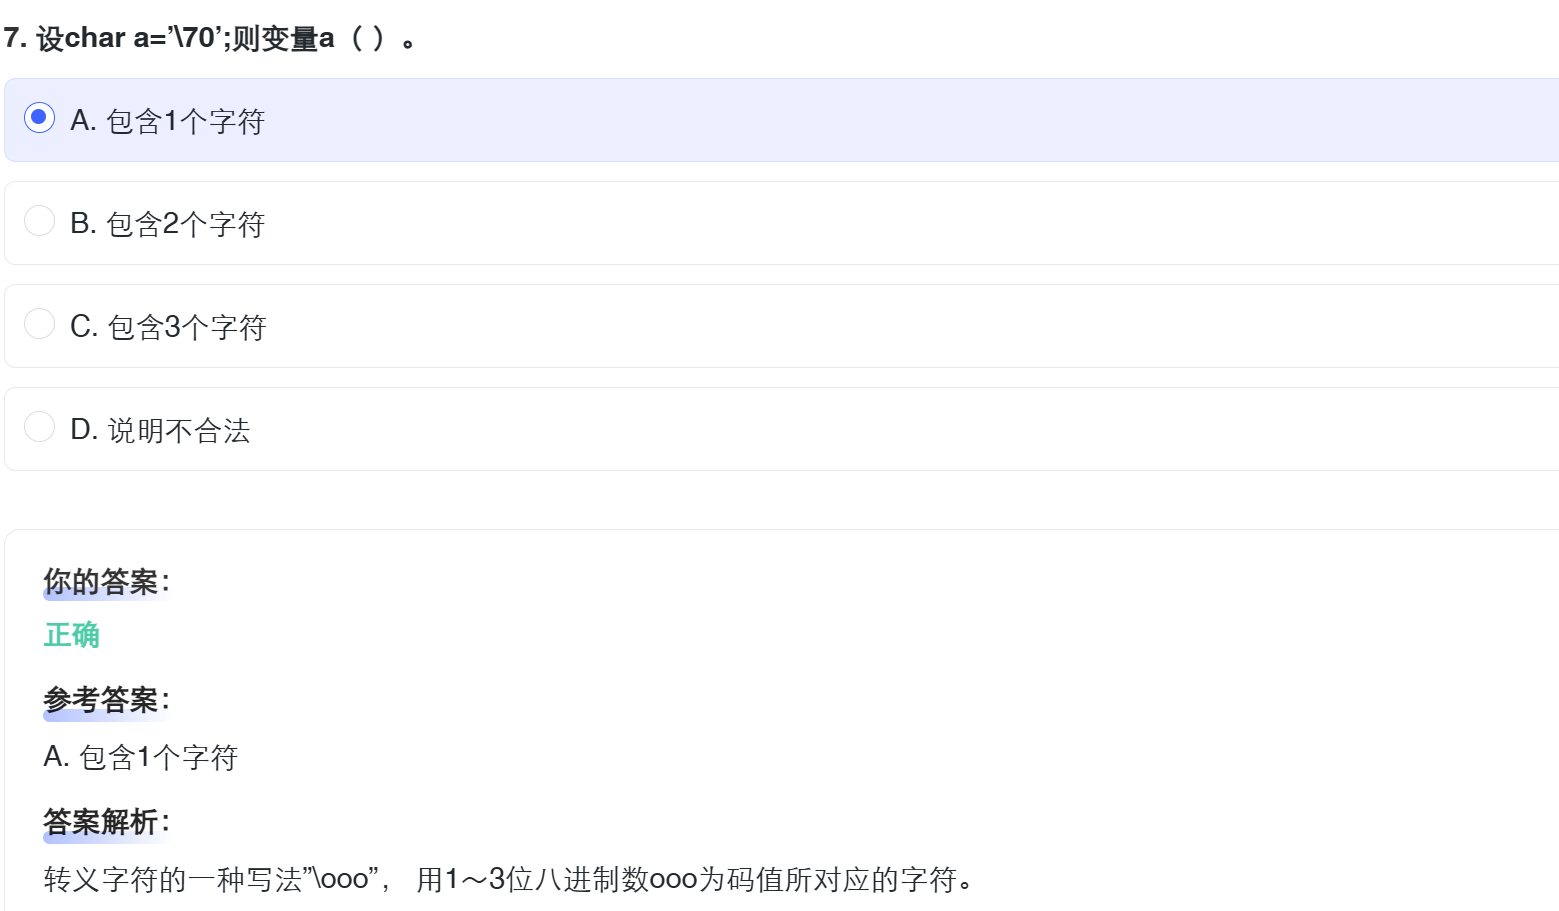 7. 设char a=’\70’;则变量a（ ）。
A. 包含1个字符
B. 包含2个字符
C. 包含3个字符
D. 说明不合法
你的答案：
正确
参考答案：
A. 包含1个字符
答案解析：
转义字符的一种写法”\ooo”， 用1～3位八进制数ooo为码值所对应的字符。